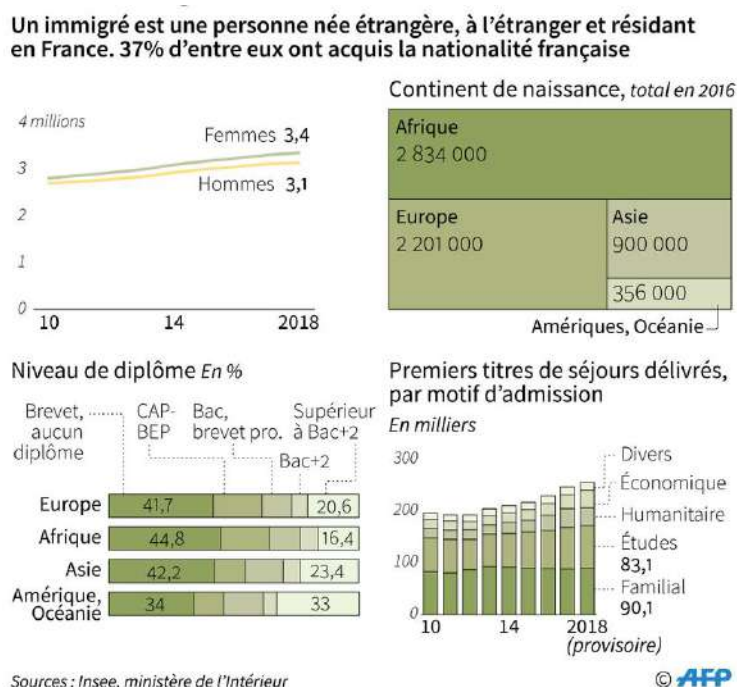 Un immigré est une personne née étrangère, à l'étranger et résidant
en France. 37% d'entre eux ont acquis la nationalité française
4 millions
3
2
1
0
Femmes 3,4
Hommes 3,1
10 14 2018
Continent de naissance, total en 2016
Afrique
2 834 000
Europe
2 201 000
Asie
900 000
356 000
Amériques, Océanie
Niveau de diplôme En %
Brevet,
aucun
diplôme
CAP-
BEP
Bac,
brevet pro.
Bac+2
Supérieur
à Bac+2
Europe 41,7 20,6
Afrique 44,8 16,4
Asie 42,2 23,4
Amérique,
Océanie 34 33
Premiers titres de séjours délivrés,
par motif d'admission
En milliers
300
200
100
0
Divers
Économique
Humanitaire
Études
83,1
Familial
90,1
10 14 2018
(provisoire)
Sources : Insee, ministère de l'Intérieur
© AFP